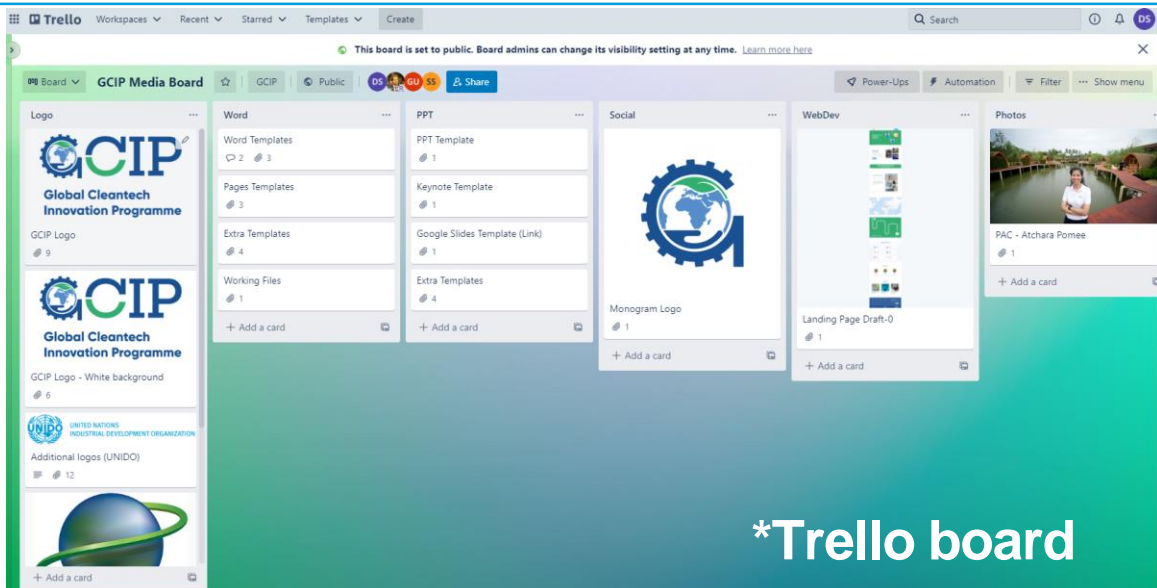 Trello Workspaces Recent Starred Templates Create Search DS
This board is set to public. Board admins can change its visibility setting at any time. Learn more here
Board GCIP Media Board GCIP Public DS GU SS Share Power-Ups Automation Filter Show menu
Logo
GCIP
Global Cleantech
Innovation Programme
GCIP Logo
9
GCIP
Global Cleantech
Innovation Programme
GCIP Logo - White background
6
UNIDO UNITED NATIONS
INDUSTRIAL DEVELOPMENT ORGANIZATION
Additional logos (UNIDO)
12
+ Add a card
Word
Word Templates
2 3
Pages Templates
3
Extra Templates
4
Working Files
1
+ Add a card
PPT
PPT Template
1
Keynote Template
1
Google Slides Template (Link)
1
Extra Templates
4
+ Add a card
Social
Monogram Logo
1
+ Add a card
WebDev
Landing Page Draft-0
1
+ Add a card
Photos
PAC - Atchara Pomee
1
+ Add a card
*Trello board